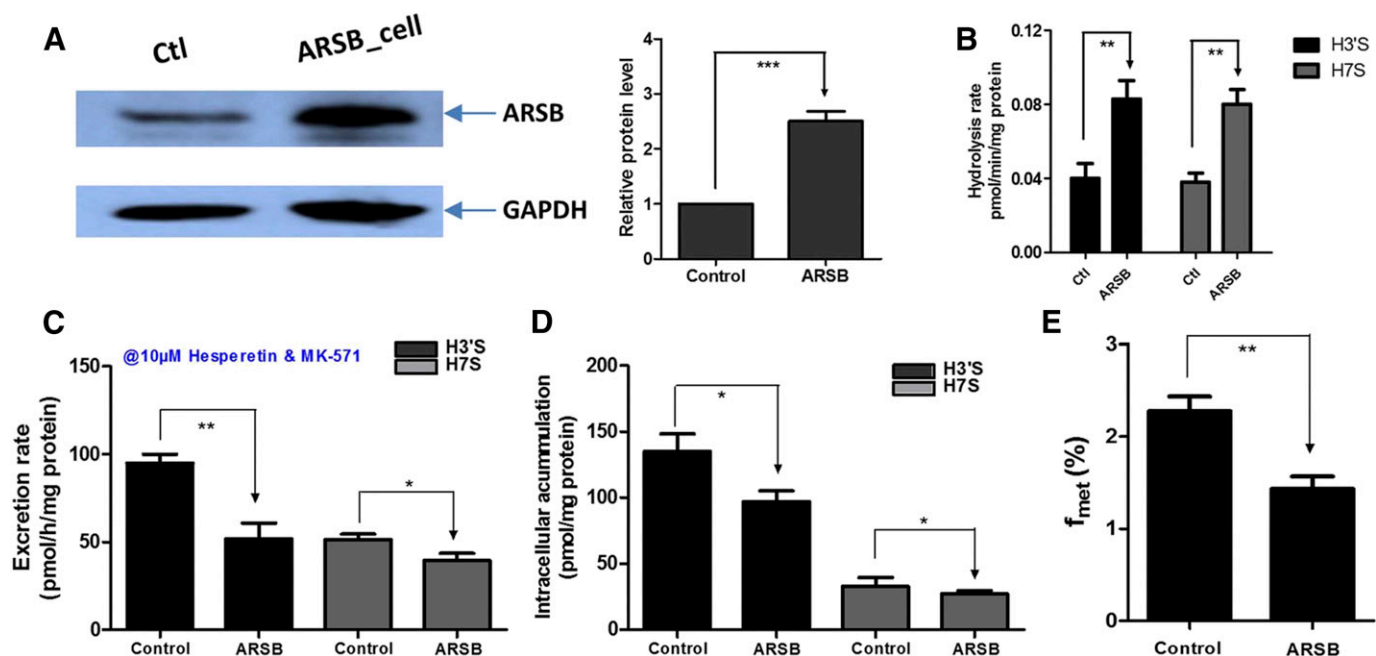 A
Ctl
ARSB_cell
ARSB
GAPDH
Relative protein level
4
3
2
1
0
***
Control
ARSB
B
Hydrolysis rate
pmol/min/mg protein
0.12
0.08
0.04
0.00
**
**
H3'S
H7S
Ctl
ARSB
Ctl
ARSB
C
@10µM Hesperetin & MK-571
H3'S
H7S
Excretion rate
(pmol/h/mg protein)
150
100
50
0
**
*
Control
ARSB
Control
ARSB
D
H3'S
H7S
Intracellular acummulation
(pmol/mg protein)
200
150
100
50
0
*
*
Control
ARSB
Control
ARSB
E
fmet (%)
3
2
1
0
**
Control
ARSB